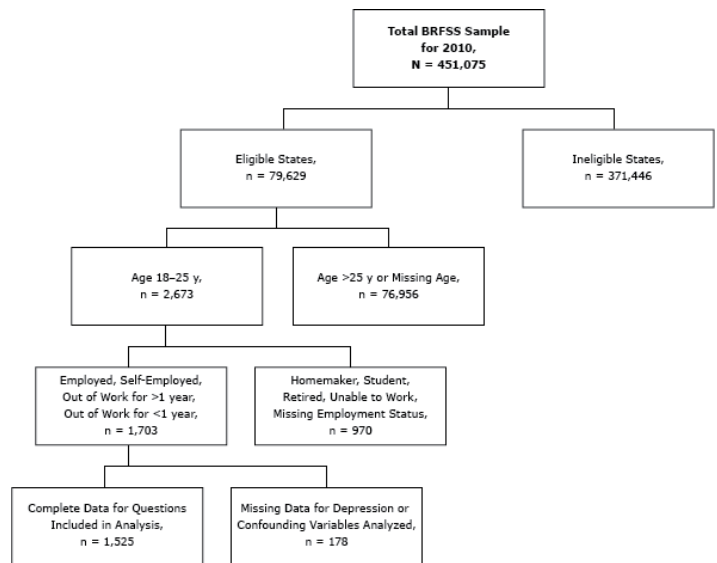 Total BRFSS Sample
for 2010,
N = 451,075
Eligible States,
n = 79,629
Ineligible States,
n = 371,446
Age 18–25 y,
n = 2,673
Age >25 y or Missing Age,
n = 76,956
Employed, Self-Employed,
Out of Work for >1 year,
Out of Work for <1 year,
n = 1,703
Homemaker, Student,
Retired, Unable to Work,
Missing Employment Status,
n = 970
Complete Data for Questions
Included in Analysis,
n = 1,525
Missing Data for Depression or
Confounding Variables Analyzed,
n = 178